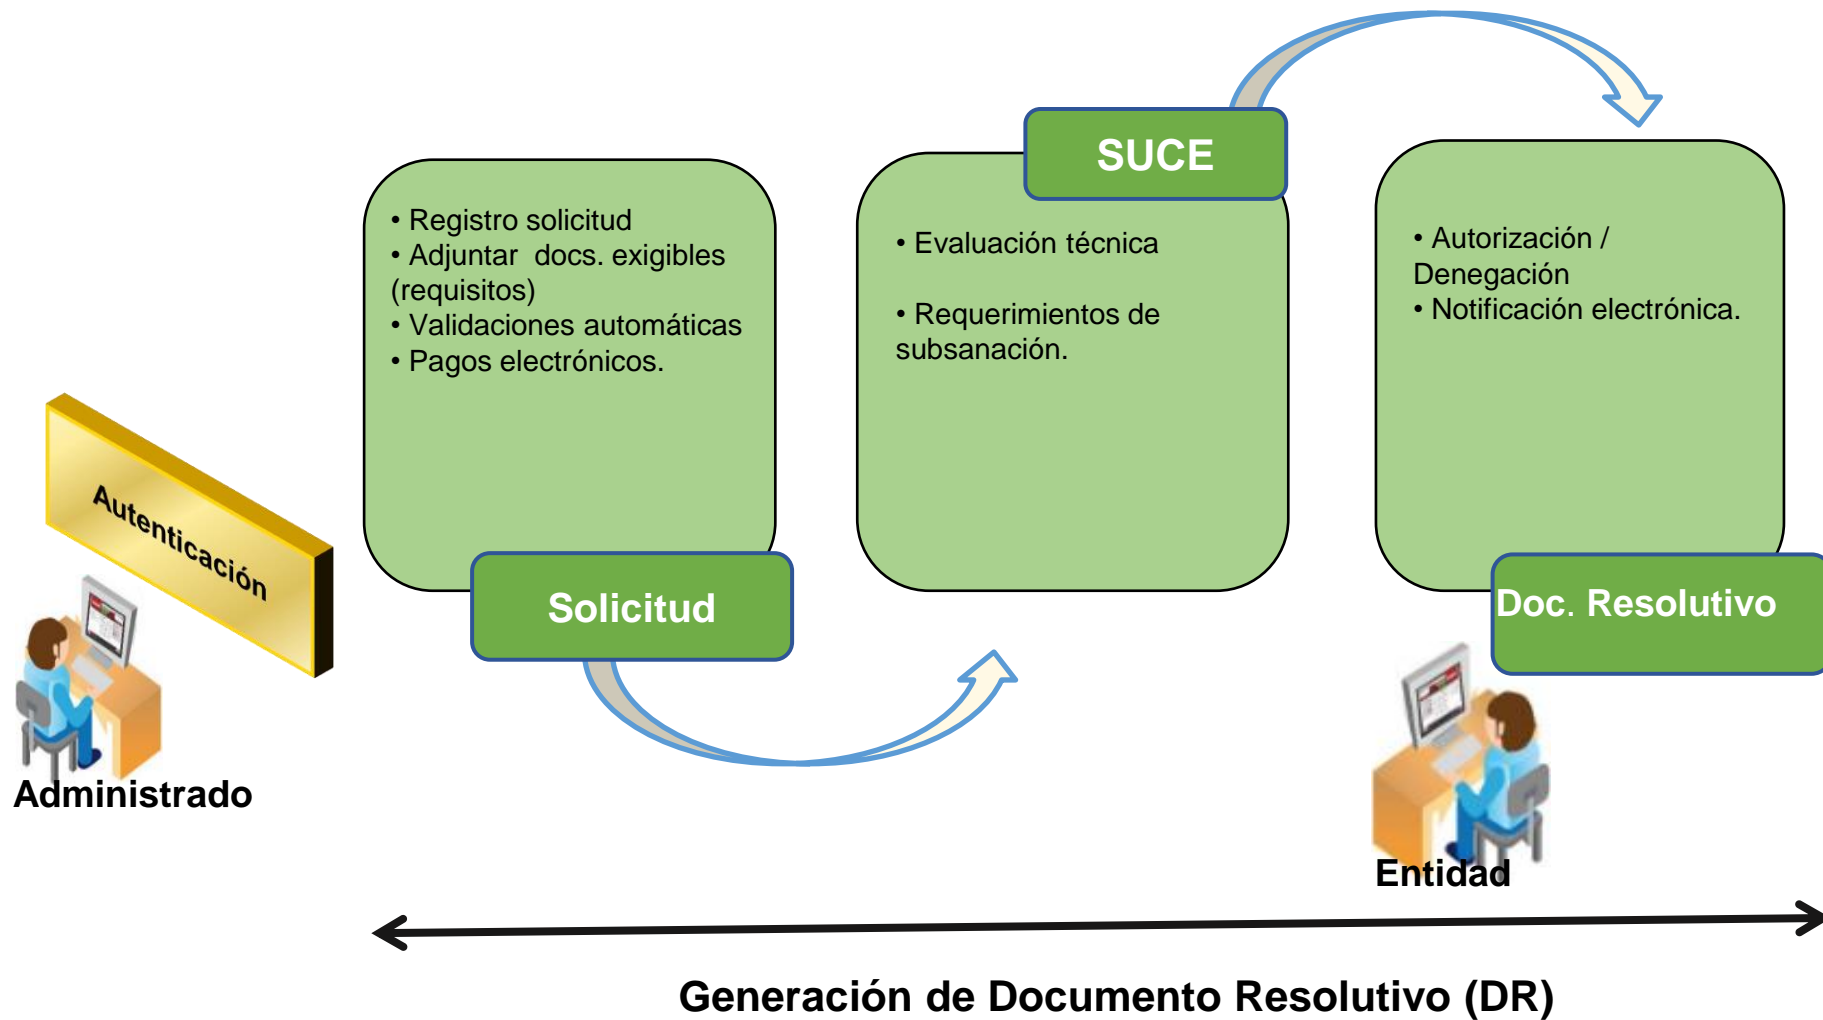 SUCE
• Registro solicitud
• Adjuntar docs. exigibles
(requisitos)
• Validaciones automáticas
• Pagos electrónicos.
• Evaluación técnica
• Requerimientos de
subsanación.
• Autorización /
Denegación
• Notificación electrónica.
Autenticación
Solicitud
Doc. Resolutivo
Administrado
Entidad
Generación de Documento Resolutivo (DR)